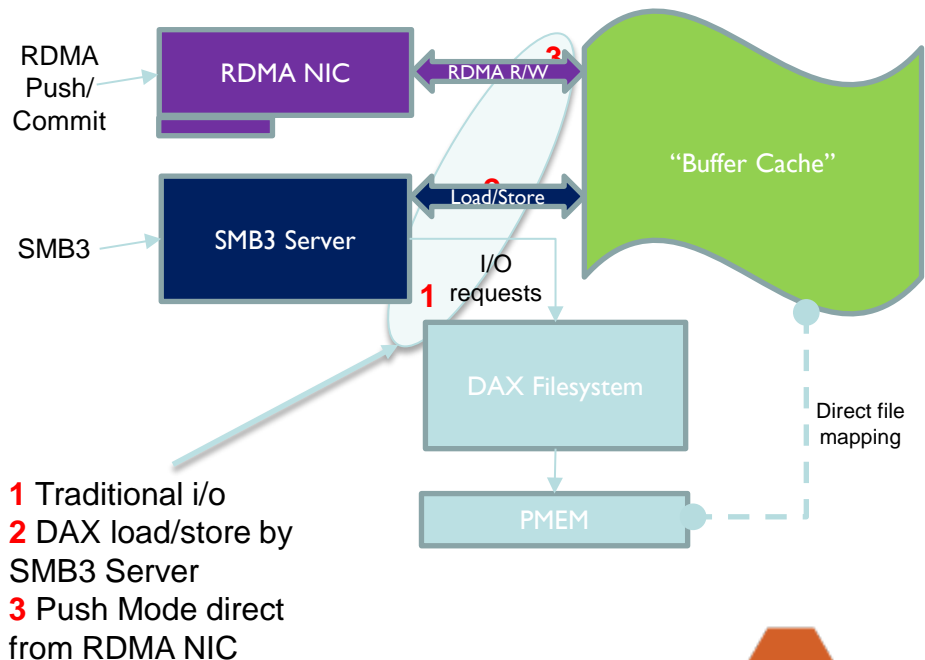 RDMA
Push/
Commit
RDMA NIC
3
RDMA R/W
“Buffer Cache”
SMB3
SMB3 Server
2
Load/Store
I/O
requests
1
DAX Filesystem
Direct file
mapping
PMEM
1 Traditional i/o
2 DAX load/store by
SMB3 Server
3 Push Mode direct
from RDMA NIC